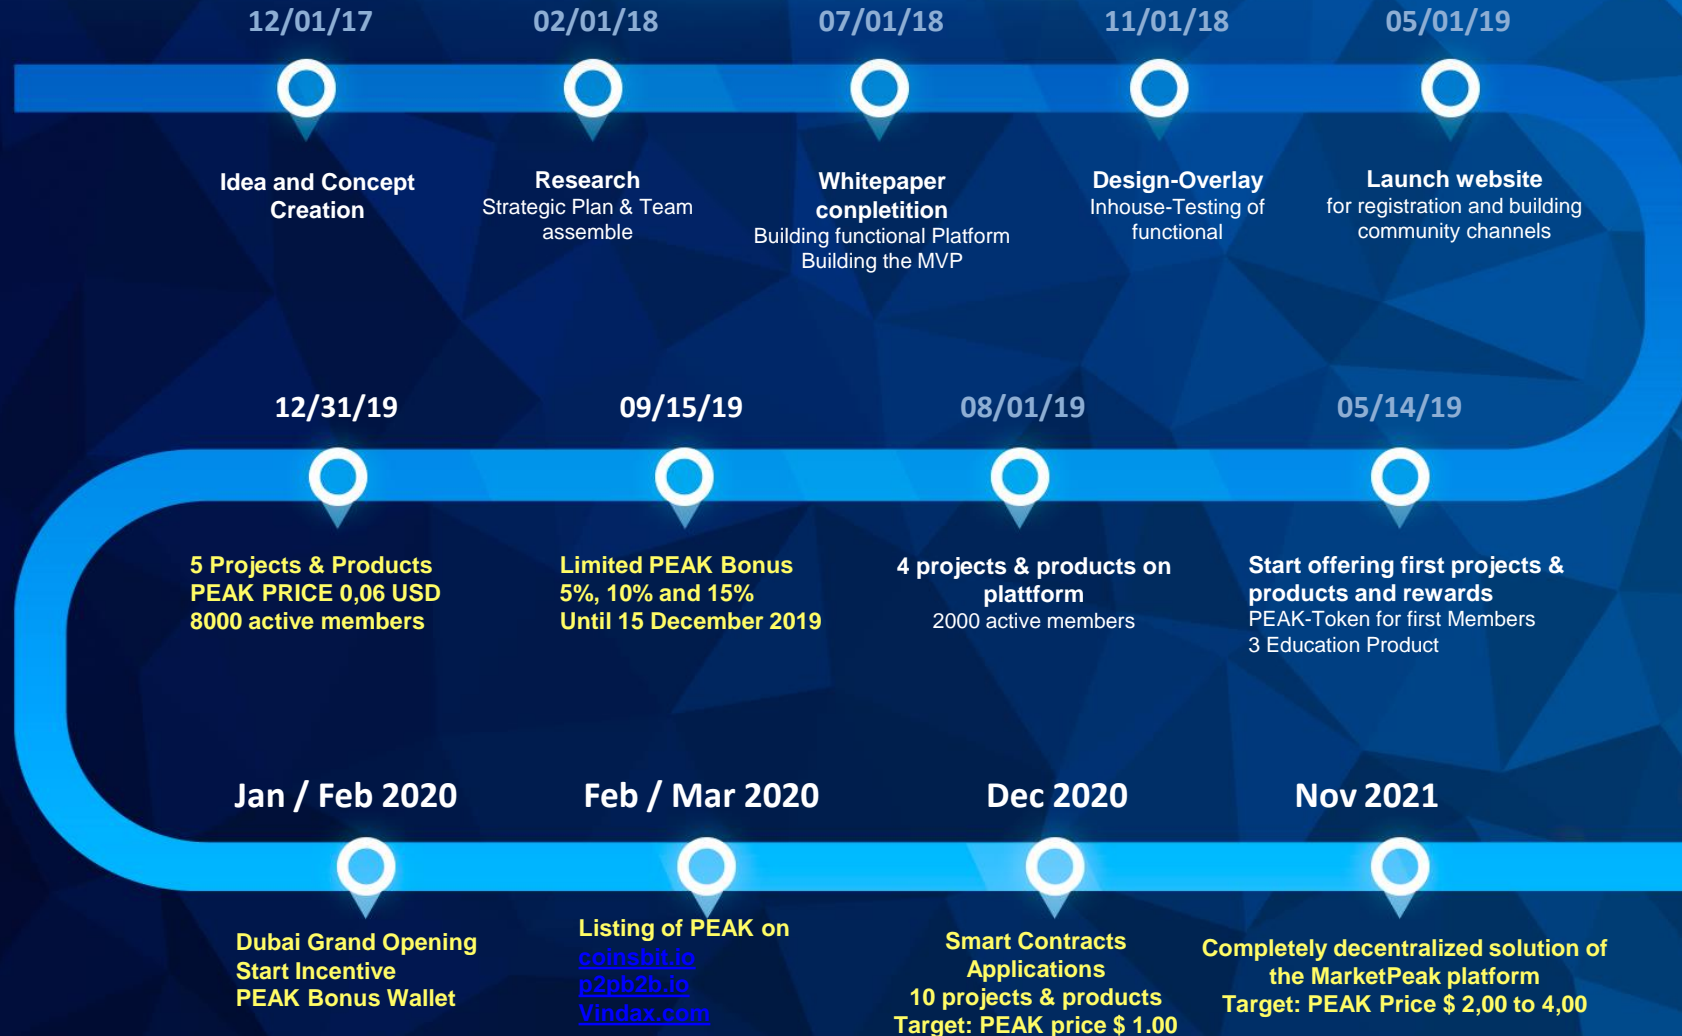 12/01/17
Idea and Concept
Creation
02/01/18
Research
Strategic Plan & Team
assemble
07/01/18
Whitepaper
conpletition
Building functional Platform
Building the MVP
11/01/18
Design-Overlay
Inhouse-Testing of
functional
05/01/19
Launch website
for registration and building
community channels
05/14/19
Start offering first projects &
products and rewards
PEAK-Token for first Members
3 Education Product
08/01/19
4 projects & products on
plattform
2000 active members
09/15/19
Limited PEAK Bonus
5%, 10% and 15%
Until 15 December 2019
12/31/19
5 Projects & Products
PEAK PRICE 0,06 USD
8000 active members
Jan / Feb 2020
Dubai Grand Opening
Start Incentive
PEAK Bonus Wallet
Feb / Mar 2020
Listing of PEAK on
coinsbit.io
p2pb2b.io
Vindax.com
Dec 2020
Smart Contracts
Applications
10 projects & products
Target: PEAK price $ 1.00
Nov 2021
Completely decentralized solution of
the MarketPeak platform
Target: PEAK Price $ 2,00 to 4,00